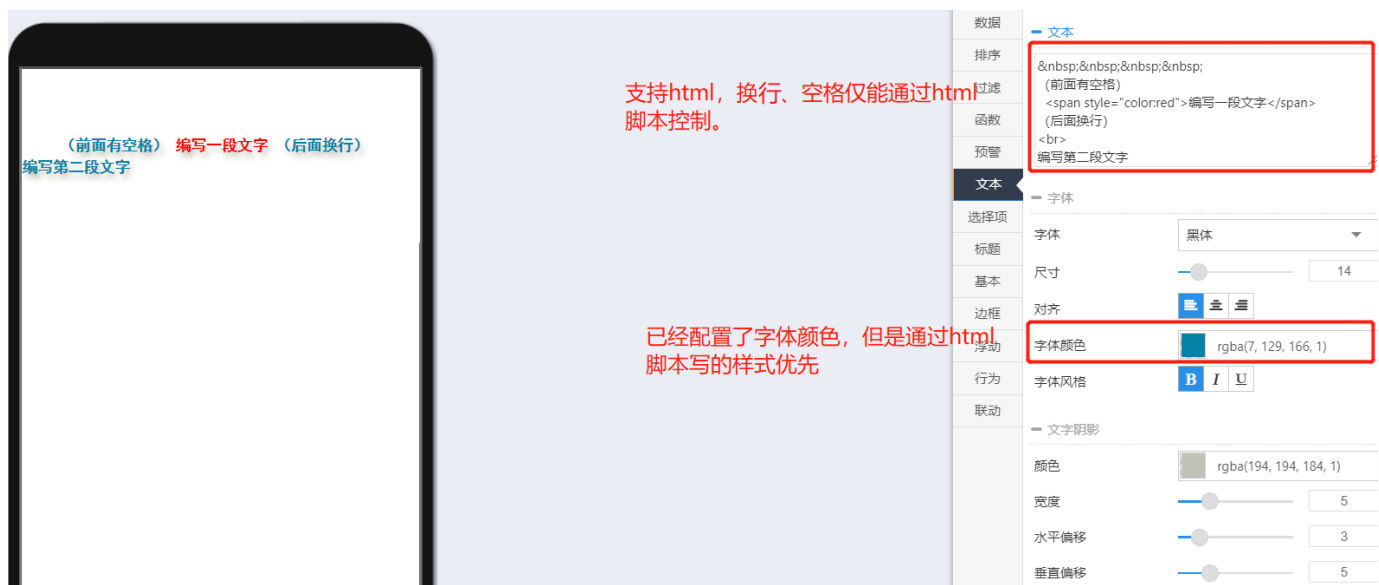 （前面有空格） 编写一段文字 （后面换行）
编写第二段文字
支持html，换行、空格仅能通过html
脚本控制。
已经配置了字体颜色，但是通过html
脚本写的样式优先
数据
排序
过滤
函数
预警
文本
选择项
标题
基本
边框
浮动
行为
联动
文本
&nbsp;&nbsp;&nbsp;&nbsp;
（前面有空格）
<span style="color:red">编写一段文字</span>
（后面换行）
<br>
编写第二段文字
字体
字体 黑体
尺寸 14
对齐
字体颜色 rgba(7, 129, 166, 1)
字体风格 B I U
文字阴影
颜色 rgba(194, 194, 184, 1)
宽度 5
水平偏移 3
垂直偏移 5